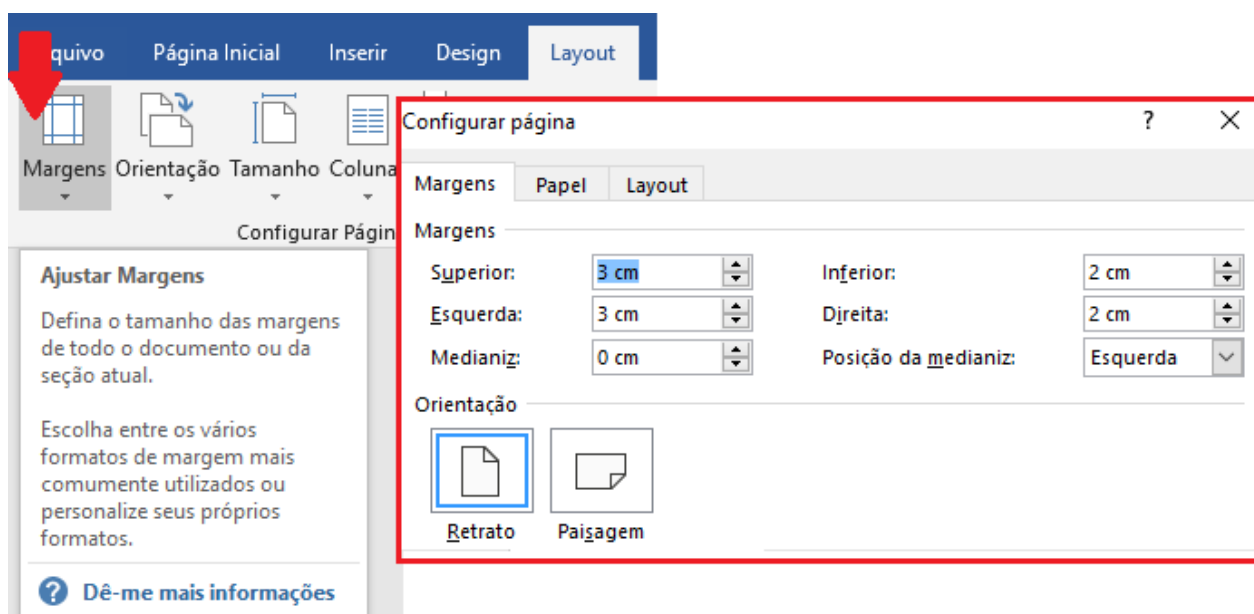 quivo Página Inicial Inserir Design Layout
Margens Orientação Tamanho Coluna
Configurar Págin
Ajustar Margens
Defina o tamanho das margens
de todo o documento ou da
seção atual.
Escolha entre os vários
formatos de margem mais
comumente utilizados ou
personalize seus próprios
formatos.
? Dê-me mais informações
Configurar página ? X
Margens Papel Layout
Margens
Superior: 3 cm Inferior: 2 cm
Esquerda: 3 cm Direita: 2 cm
Medianiz: 0 cm Posição da medianiz: Esquerda
Orientação
Retrato Paisagem